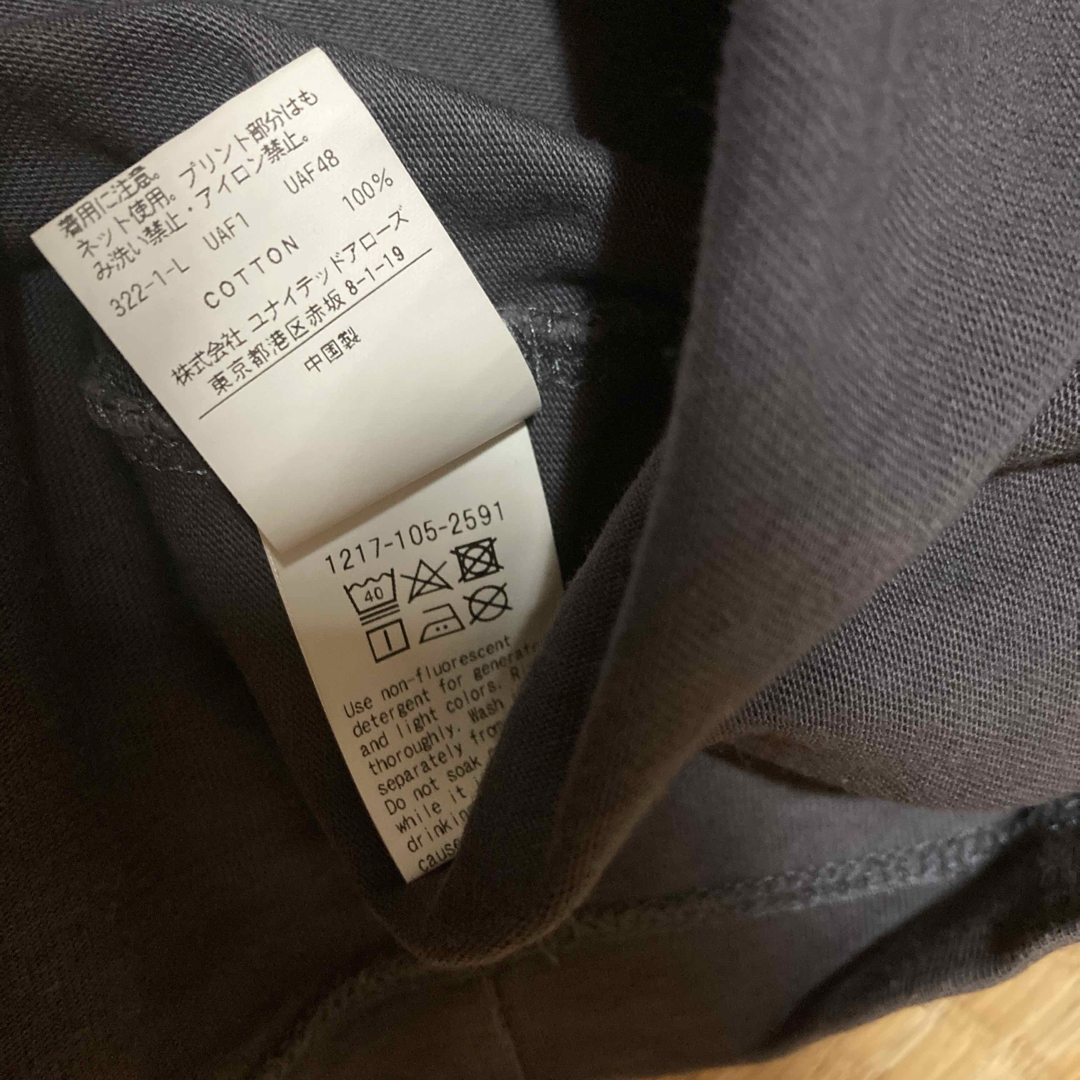 着用に注意。
ネット使用。プリント部分はも
み洗い禁止・アイロン禁止。
322-1-L UAF1 UAF48
COTTON 100%
株式会社 ユナイテッドアローズ
東京都港区赤坂 8-1-19
中国製
1217-105-2591
40
Use non-fluorescent
detergent for
and light colors.
thoroughly. Wash
separately
Do not soak
while it
cause